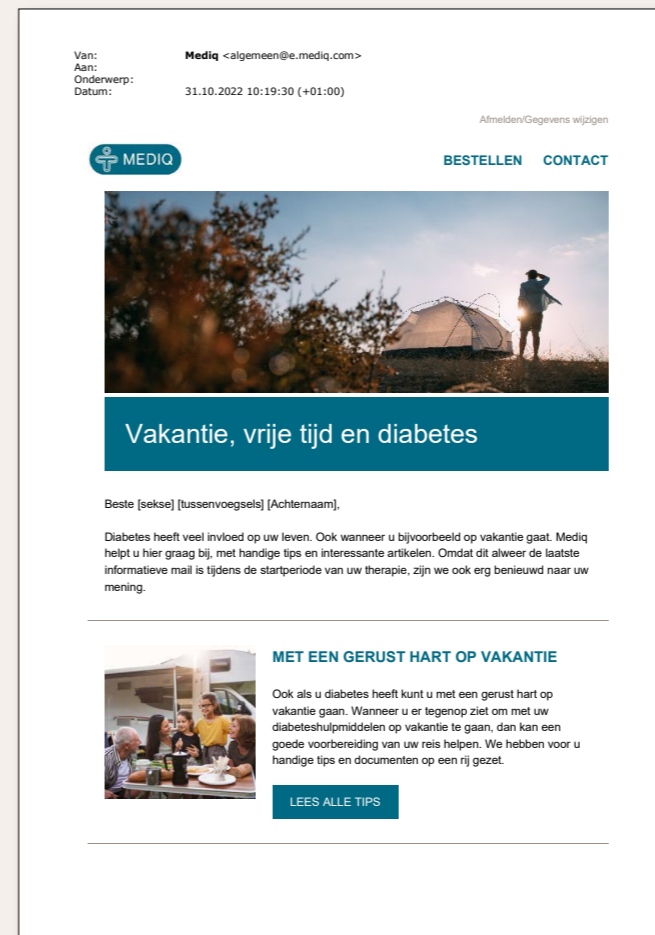 Van: Mediq <algemeen@e.mediq.com>
Aan:
Onderwerp:
Datum: 31.10.2022 10:19:30 (+01:00)
Afmelden/Gegevens wijzigen
MEDIQ BESTELLEN CONTACT
Vakantie, vrije tijd en diabetes
Beste [sekse] [tussenvoegsels] [Achternaam],
Diabetes heeft veel invloed op uw leven. Ook wanneer u bijvoorbeeld op vakantie gaat. Mediq
helpt u hier graag bij, met handige tips en interessante artikelen. Omdat dit alweer de laatste
informatieve mail is tijdens de startperiode van uw therapie, zijn we ook erg benieuwd naar uw
mening.
MET EEN GERUST HART OP VAKANTIE
Ook als u diabetes heeft kunt u met een gerust hart op
vakantie gaan. Wanneer u er tegenop ziet om met uw
diabeteshulpmiddelen op vakantie te gaan, dan kan een
goede voorbereiding van uw reis helpen. We hebben voor u
handige tips en documenten op een rij gezet.
LEES ALLE TIPS